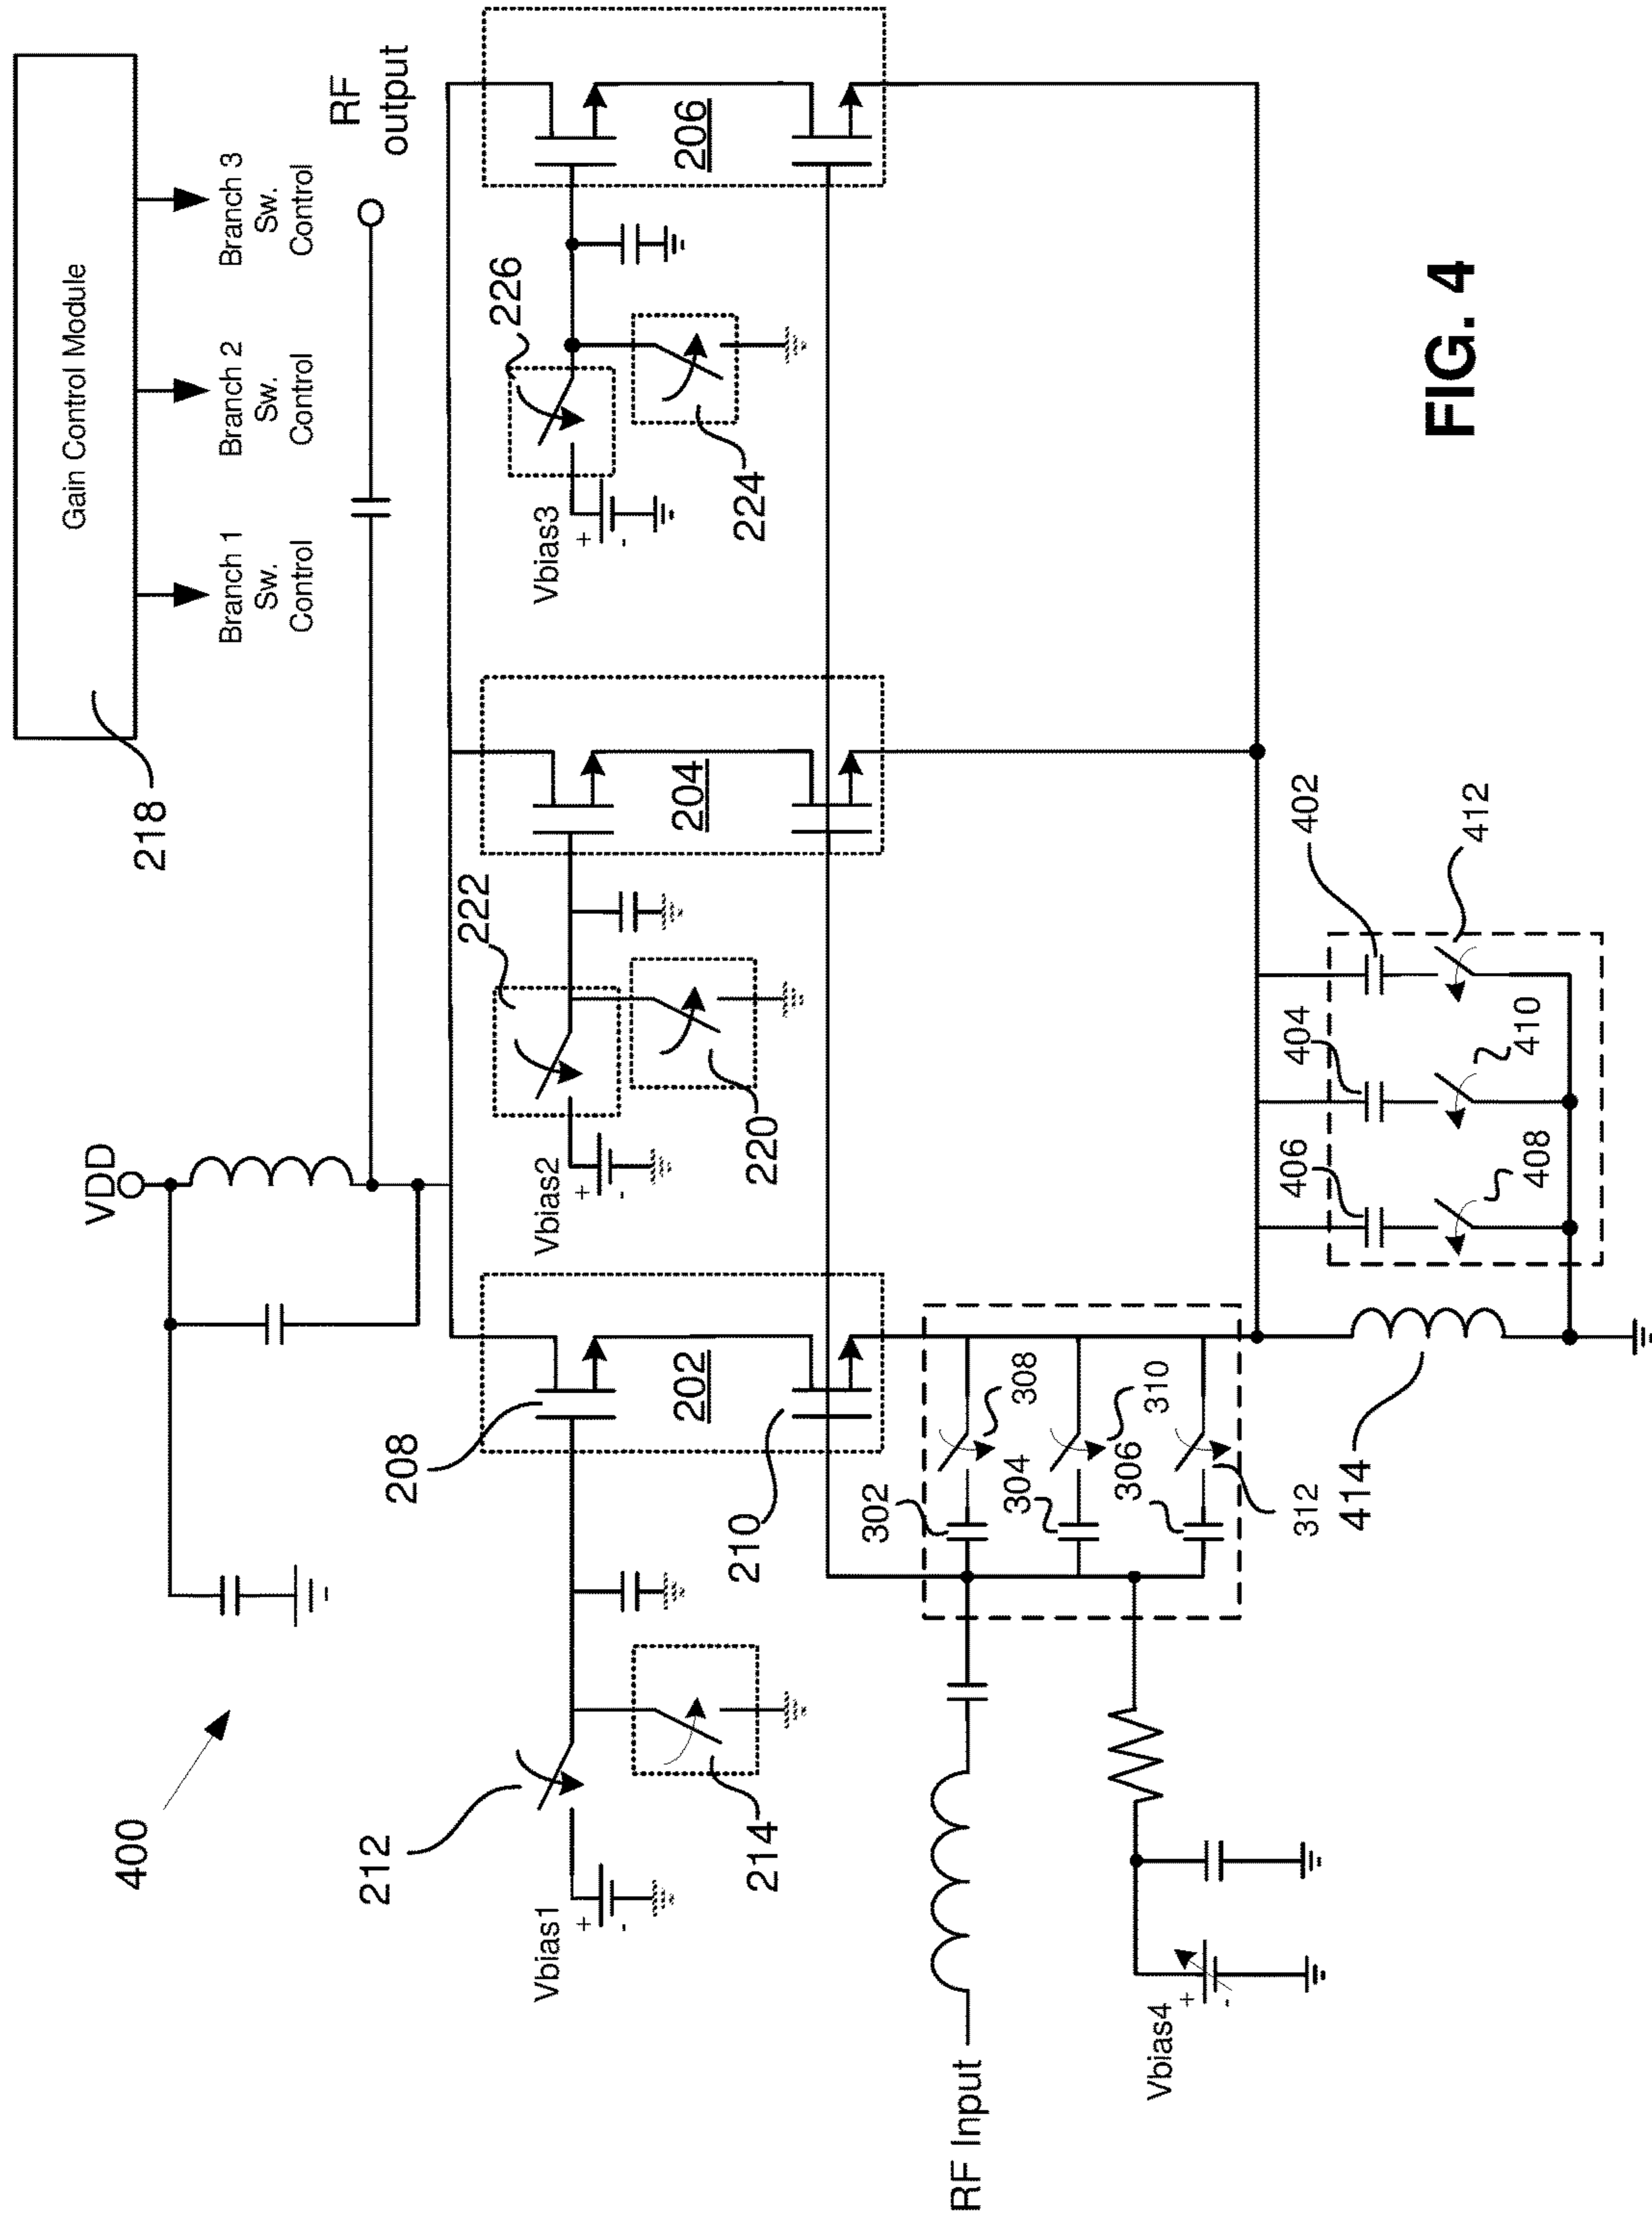 Gain Control Module
218
Branch 1
Sw.
Control
Branch 2
Sw.
Control
Branch 3
Sw.
Control
RF
output
VDD
400
212
Vbias1
+
-
214
208
202
210
222
Vbias2
+
-
220
204
226
Vbias3
+
-
224
206
RF Input
Vbias4
+
-
302
308
304
310
306
312
414
406
408
404
410
402
412
FIG. 4